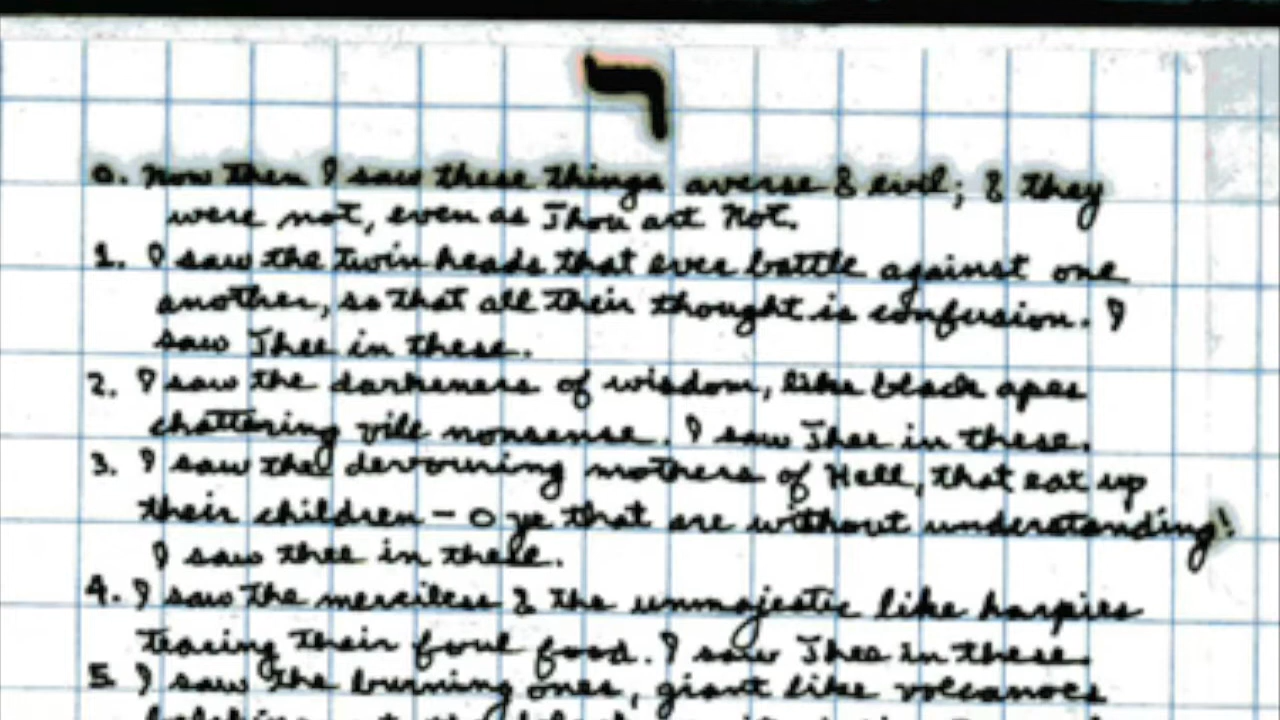 ר
0. Now then I saw these things averse & evil; & they
were not, even as Thou art Not.
1. I saw the twin heads that ever battle against one
another, so that all their thought is confusion. I
saw Thee in these.
2. I saw the darkeness of wisdom, like black apes
chattering vile nonsense. I saw Thee in these.
3. I saw the devouring mothers of Hell, that eat up
their children - O ye that are without understanding!
I saw thee in these.
4. I saw the merciless & the unmajestic like harpies
tearing their foul food. I saw Thee in these.
5 I saw the burning ones, giant like volcanoes